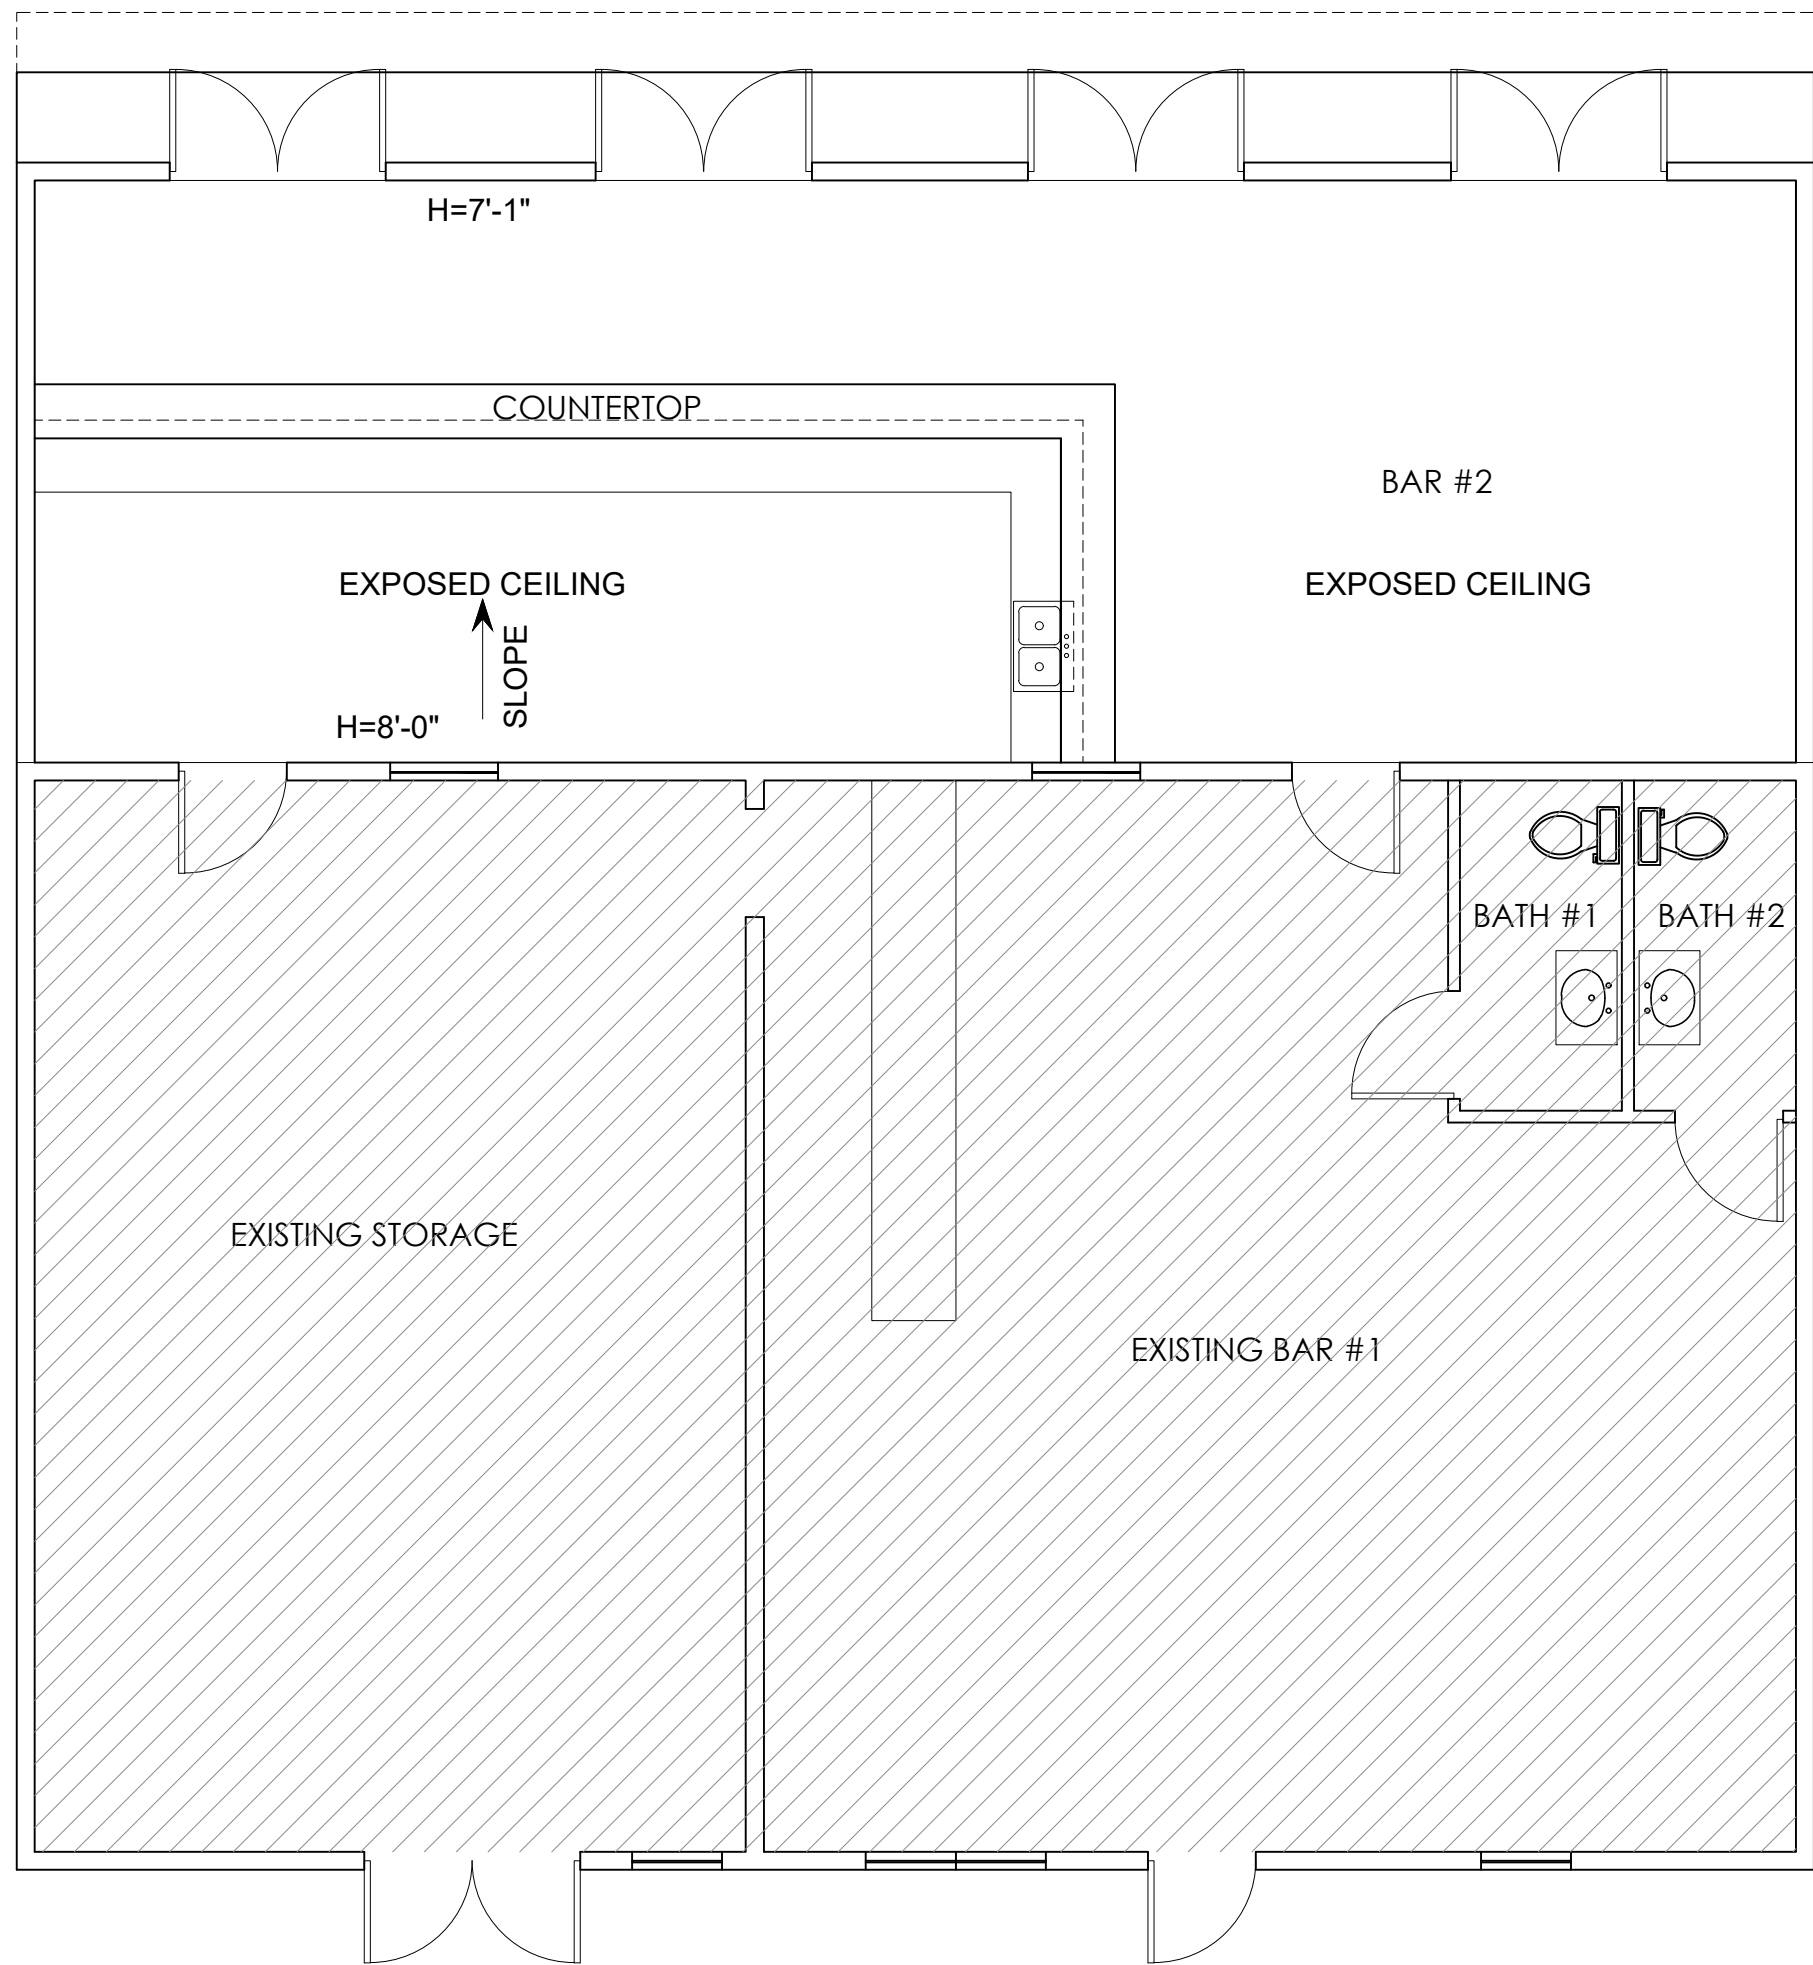 H=7'-1"
COUNTERTOP
BAR #2
EXPOSED CEILING
EXPOSED CEILING
SLOPE
H=8'-0"
BATH #1
BATH #2
EXISTING STORAGE
EXISTING BAR #1